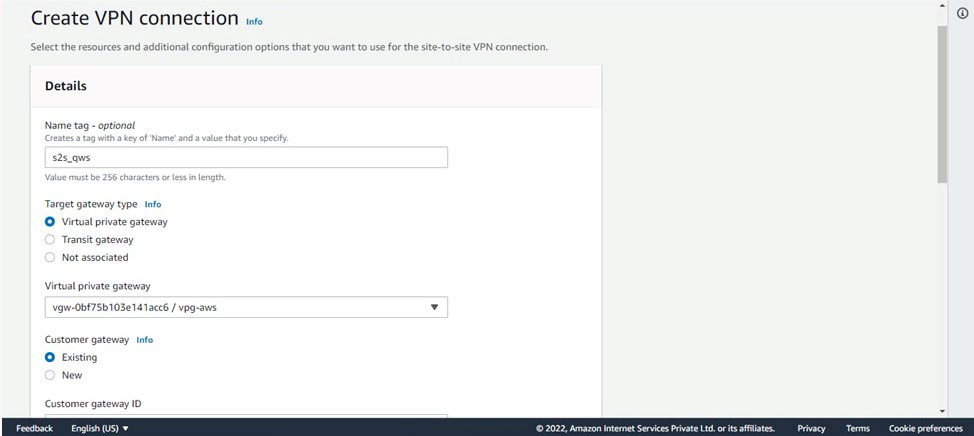 Create VPN connection Info
Select the resources and additional configuration options that you want to use for the site-to-site VPN connection.
Details
Name tag - optional
Creates a tag with a key of 'Name' and a value that you specify.
s2s_qws
Value must be 256 characters or less in length.
Target gateway type Info
Virtual private gateway
Transit gateway
Not associated
Virtual private gateway
vgw-0bf75b103e141acc6 / vpg-aws
Customer gateway Info
Existing
New
Customer gateway ID
Feedback English (US) © 2022, Amazon Internet Services Private Ltd. or its affiliates. Privacy Terms Cookie preferences